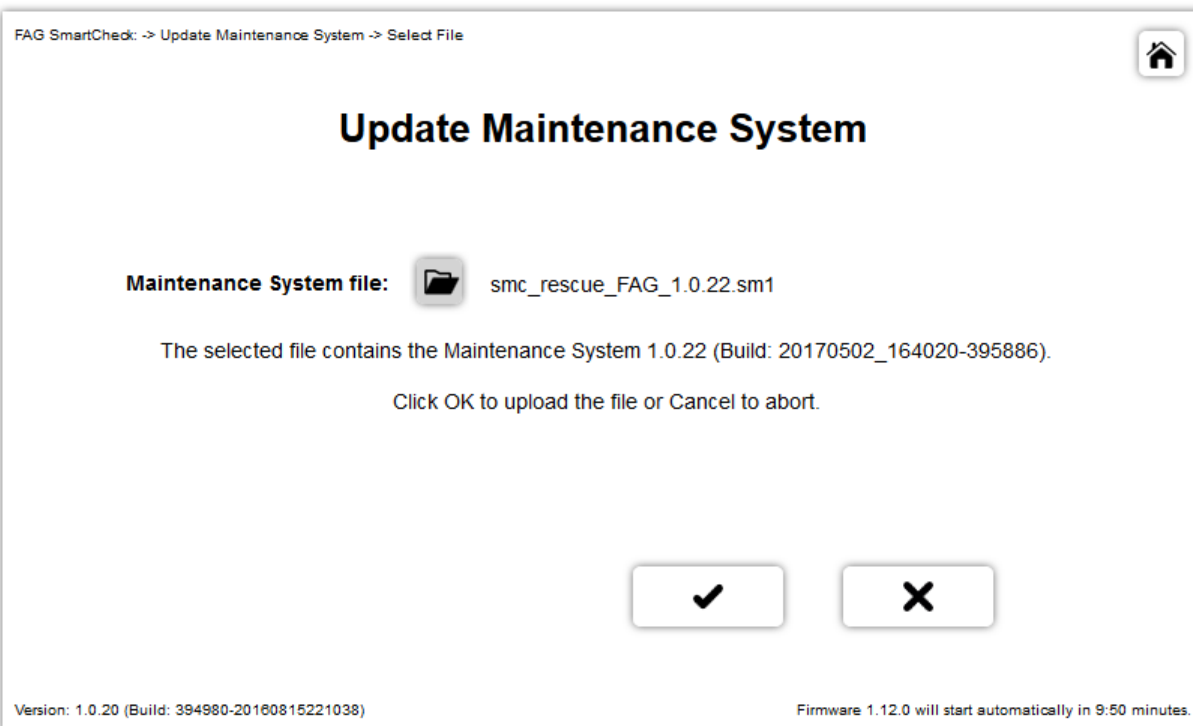 FAG SmartCheck: -> Update Maintenance System -> Select File
Update Maintenance System
Maintenance System file: smc_rescue_FAG_1.0.22.sm1
The selected file contains the Maintenance System 1.0.22 (Build: 20170502_164020-395886).
Click OK to upload the file or Cancel to abort.
Version: 1.0.20 (Build: 394980-20160815221038) Firmware 1.12.0 will start automatically in 9:50 minutes.